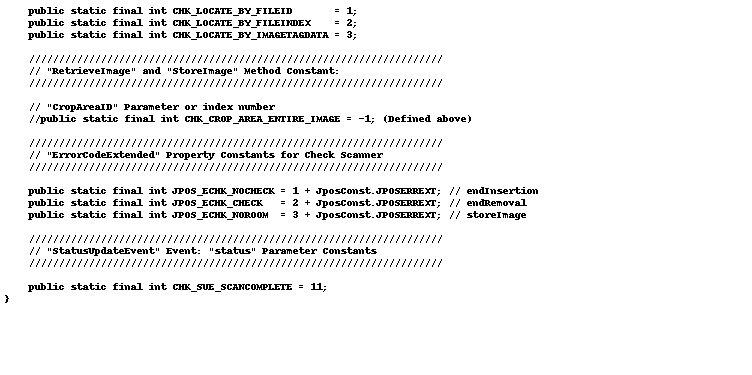 public static final int CHK_LOCATE_BY_FILEID       = 1;
public static final int CHK_LOCATE_BY_FILEINDEX    = 2;
public static final int CHK_LOCATE_BY_IMAGETAGDATA = 3;
/////////////////////////////////////////////////////////////////////
// "RetrieveImage" and "StoreImage" Method Constant:
/////////////////////////////////////////////////////////////////////
// "CropAreaID" Parameter or index number
//public static final int CHK_CROP_AREA_ENTIRE_IMAGE = -1; (Defined above)
/////////////////////////////////////////////////////////////////////
// "ErrorCodeExtended" Property Constants for Check Scanner
/////////////////////////////////////////////////////////////////////
public static final int JPOS_ECHK_NOCHECK = 1 + JposConst.JPOSERREXT; // endInsertion
public static final int JPOS_ECHK_CHECK   = 2 + JposConst.JPOSERREXT; // endRemoval
public static final int JPOS_ECHK_NOROOM  = 3 + JposConst.JPOSERREXT; // storeImage
/////////////////////////////////////////////////////////////////////
// "StatusUpdateEvent" Event: "status" Parameter Constants
/////////////////////////////////////////////////////////////////////
public static final int CHK_SUE_SCANCOMPLETE = 11;
}